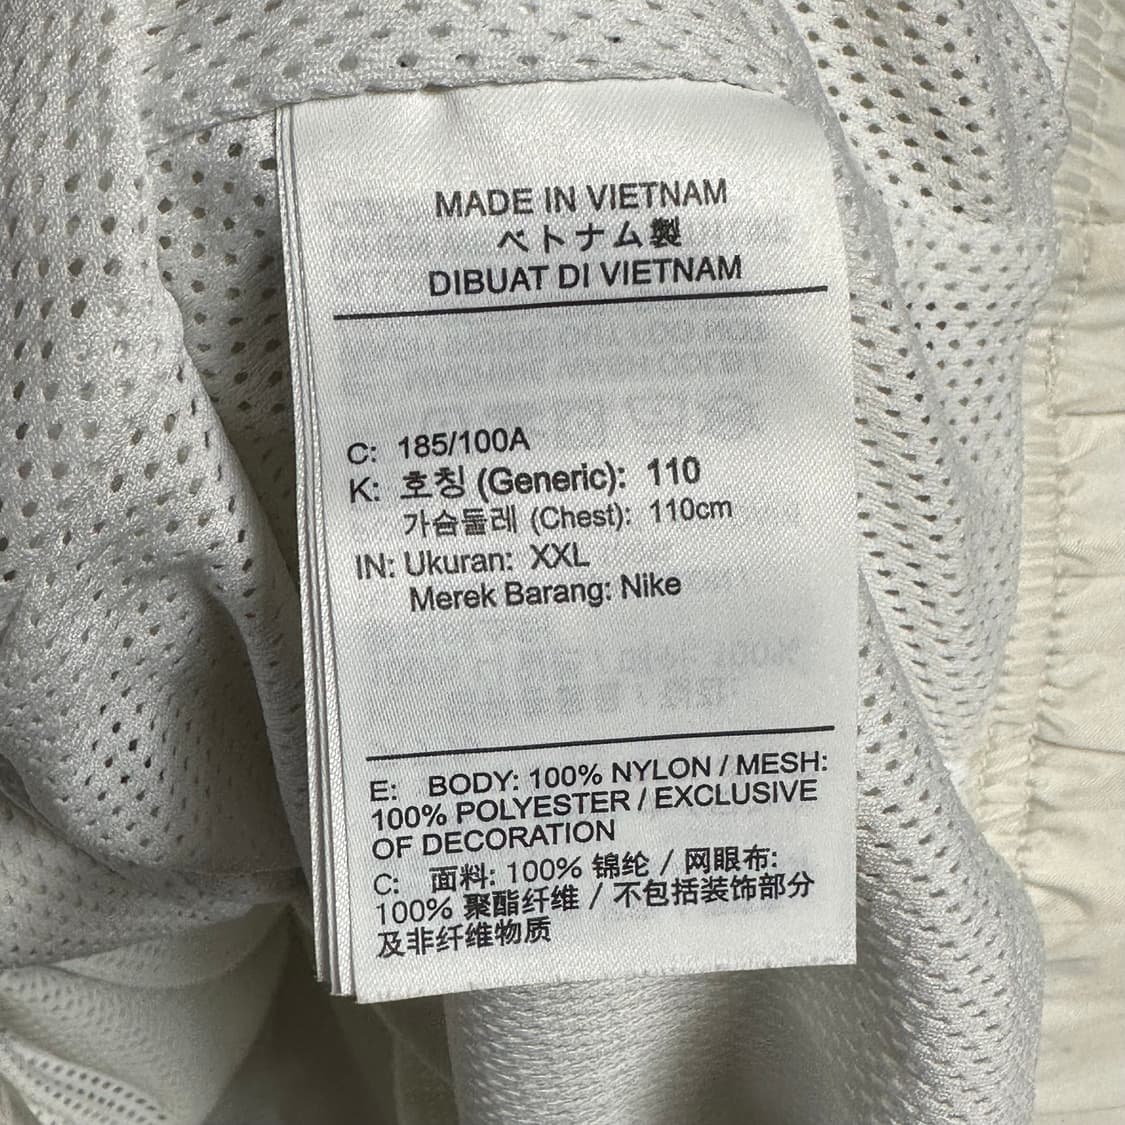 MADE IN VIETNAM
ベトナム製
DIBUAT DI VIETNAM
C: 185/100A
K: 호칭 (Generic): 110
가슴둘레 (Chest): 110cm
IN: Ukuran: XXL
Merek Barang: Nike
E: BODY: 100% NYLON / MESH:
100% POLYESTER / EXCLUSIVE
OF DECORATION
C: 面料: 100% 锦纶 / 网眼布:
100% 聚酯纤维 / 不包括装饰部分
及非纤维物质